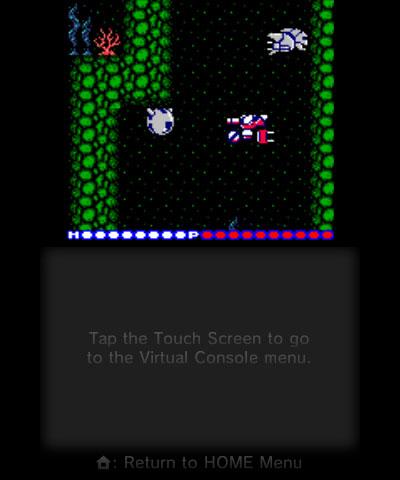 H P
Tap the Touch Screen to go
to the Virtual Console menu.
: Return to HOME Menu